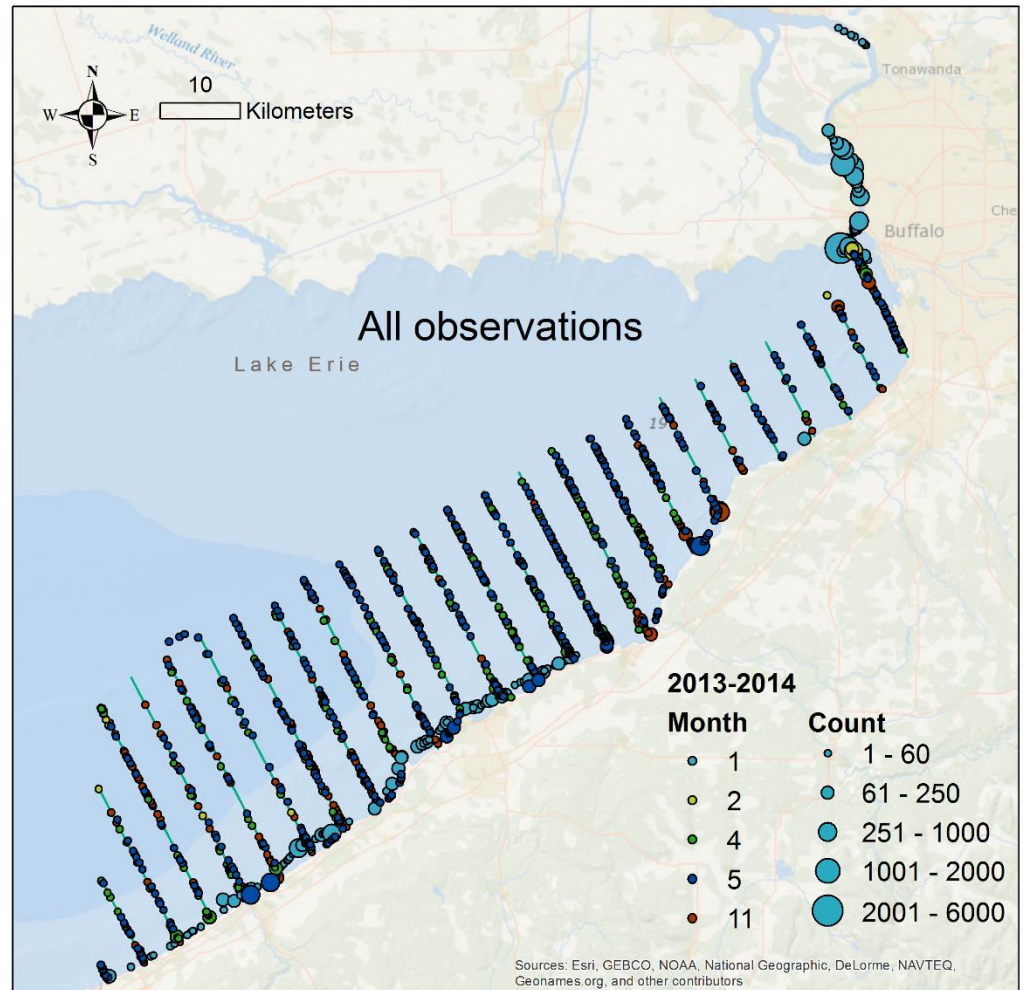 Welland River
N
W
E
S
10
Kilometers
Tonawanda
Che
Buffalo
All observations
Lake Erie
19
2013-2014
Month
Count
1
1 - 60
2
61 - 250
4
251 - 1000
5
1001 - 2000
11
2001 - 6000
Sources: Esri, GEBCO, NOAA, National Geographic, DeLorme, NAVTEQ,
Geonames.org, and other contributors